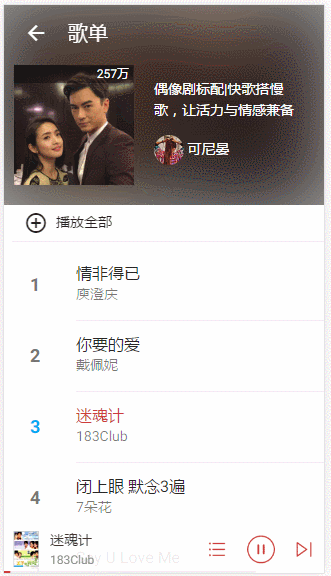 歌单
257万
偶像剧标配|快歌搭慢
歌，让活力与情感兼备
可尼晏
播放全部
1
情非得已
庾澄庆
2
你要的爱
戴佩妮
3
迷魂计
183Club
4
闭上眼 默念3遍
7朵花
迷魂计
183Club
U Love Me